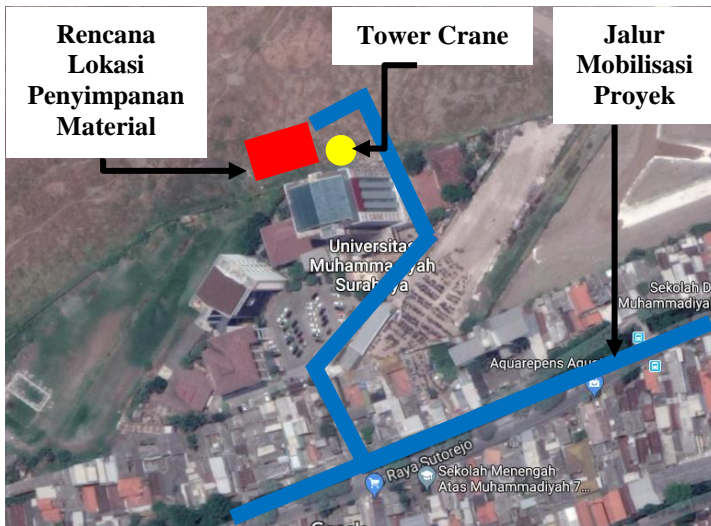 Rencana
Lokasi
Penyimpanan
Material
Tower Crane
Jalur
Mobilisasi
Proyek
Universitas
Muhammadiyah
Surabaya
Sekolah D
Muhammadiya
Aquarepens Agu
Raya Sutorejo
Sekolah Menengah
Atas Muhammadiyah 7...